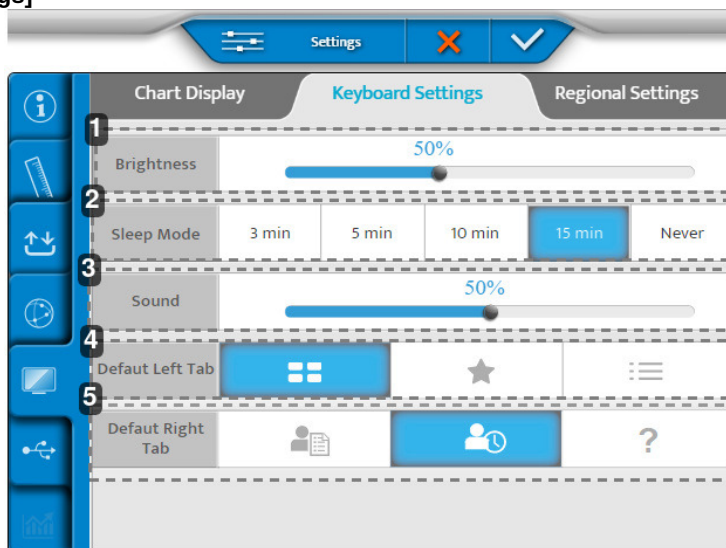 gs]
Settings
Chart Display Keyboard Settings Regional Settings
1
Brightness 50%
2
Sleep Mode 3 min 5 min 10 min 15 min Never
3
Sound 50%
4
Defaut Left Tab
5
Defaut Right
Tab ?